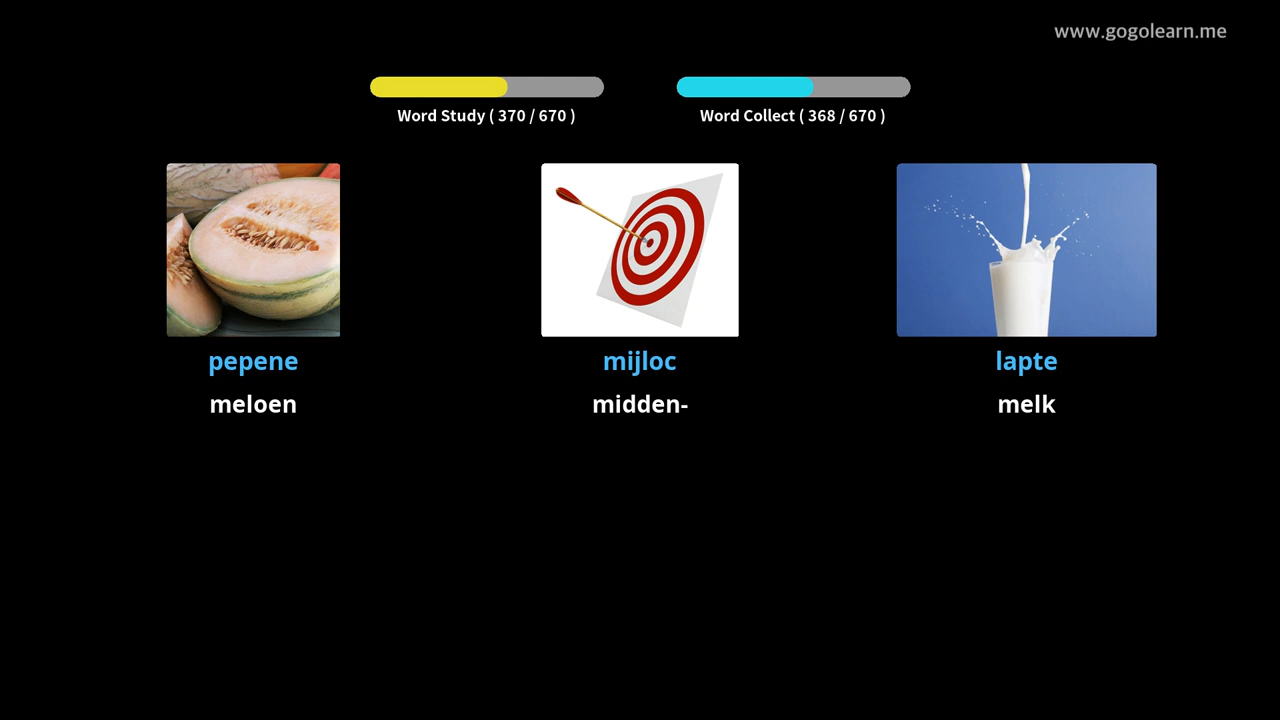 www.gogolearn.me
Word Study ( 370 / 670 )
Word Collect ( 368 / 670 )
pepene
mijloc
lapte
meloen
midden-
melk